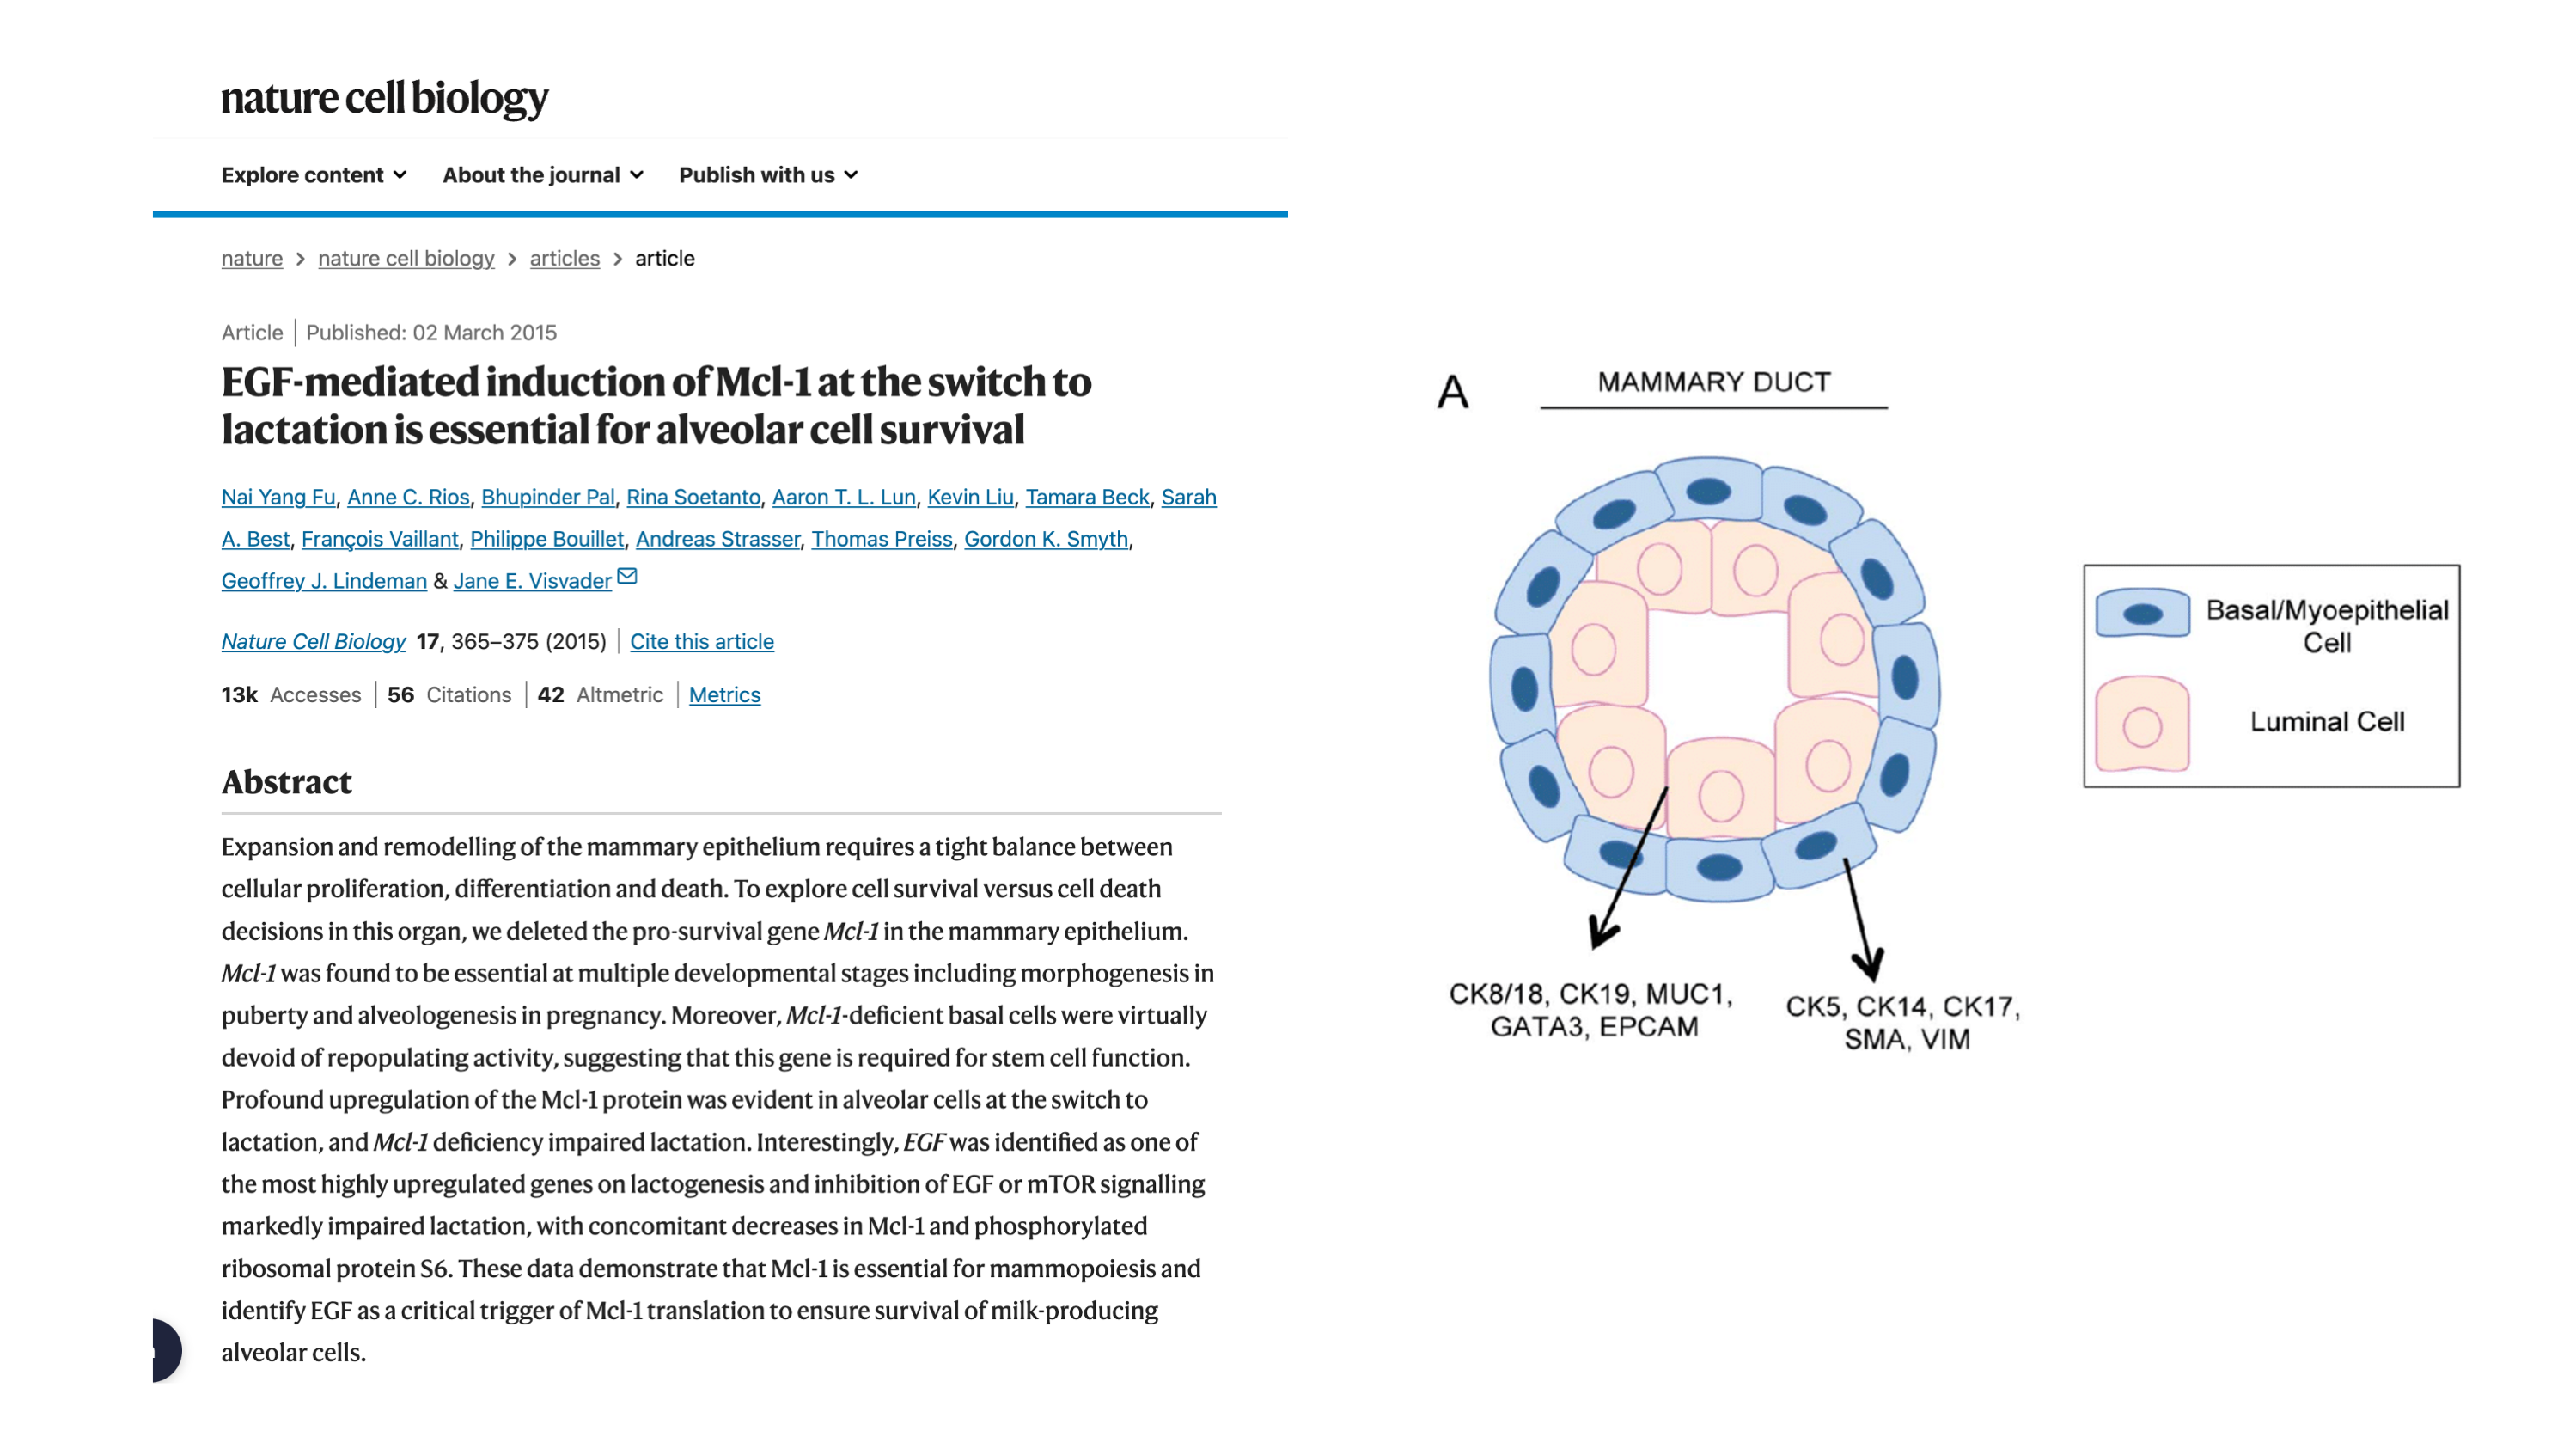 nature cell biology
Explore content
About the journal
Publish with us
nature > nature cell biology > articles > article
Article | Published: 02 March 2015
EGF-mediated induction of Mcl-1 at the switch to
lactation is essential for alveolar cell survival
Nai Yang Fu, Anne C. Rios, Bhupinder Pal, Rina Soetanto, Aaron T. L. Lun, Kevin Liu, Tamara Beck, Sarah
A. Best, François Vaillant, Philippe Bouillet, Andreas Strasser, Thomas Preiss, Gordon K. Smyth,
Geoffrey J. Lindeman & Jane E. Visvader
Nature Cell Biology 17, 365–375 (2015) | Cite this article
13k Accesses | 56 Citations | 42 Altmetric | Metrics
Abstract
Expansion and remodelling of the mammary epithelium requires a tight balance between
cellular proliferation, differentiation and death. To explore cell survival versus cell death
decisions in this organ, we deleted the pro-survival gene Mcl-1 in the mammary epithelium.
Mcl-1 was found to be essential at multiple developmental stages including morphogenesis in
puberty and alveologenesis in pregnancy. Moreover, Mcl-1-deficient basal cells were virtually
devoid of repopulating activity, suggesting that this gene is required for stem cell function.
Profound upregulation of the Mcl-1 protein was evident in alveolar cells at the switch to
lactation, and Mcl-1 deficiency impaired lactation. Interestingly, EGF was identified as one of
the most highly upregulated genes on lactogenesis and inhibition of EGF or mTOR signalling
markedly impaired lactation, with concomitant decreases in Mcl-1 and phosphorylated
ribosomal protein S6. These data demonstrate that Mcl-1 is essential for mammopoiesis and
identify EGF as a critical trigger of Mcl-1 translation to ensure survival of milk-producing
alveolar cells.
A
MAMMARY DUCT
Basal/Myoepithelial
Cell
Luminal Cell
CK8/18, CK19, MUC1,
GATA3, EPCAM
CK5, CK14, CK17,
SMA, VIM